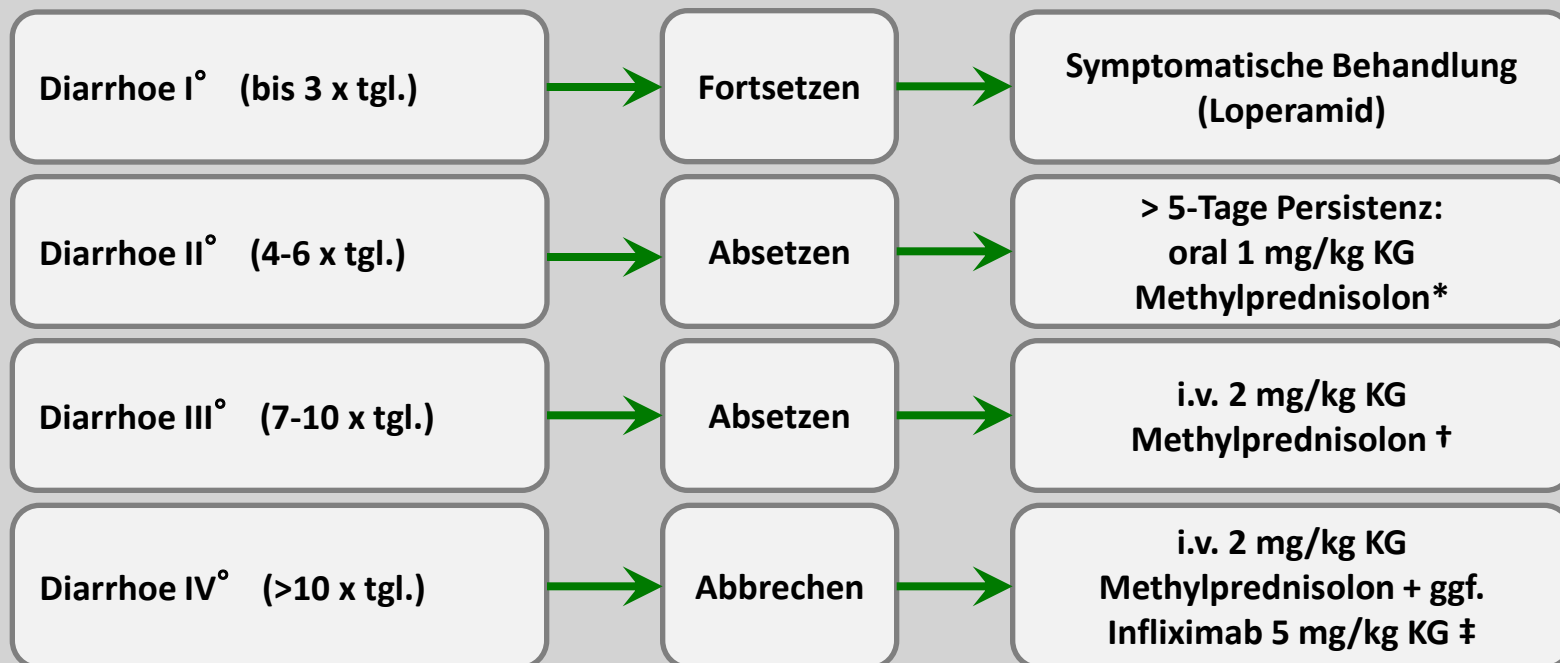 Diarrhoe I° (bis 3 x tgl.)
Fortsetzen
Symptomatische Behandlung
(Loperamid)
Diarrhoe II° (4-6 x tgl.)
Absetzen
> 5-Tage Persistenz:
oral 1 mg/kg KG
Methylprednisolon*
Diarrhoe III° (7-10 x tgl.)
Absetzen
i.v. 2 mg/kg KG
Methylprednisolon †
Diarrhoe IV° (>10 x tgl.)
Abbrechen
i.v. 2 mg/kg KG
Methylprednisolon + ggf.
Infliximab 5 mg/kg KG ‡